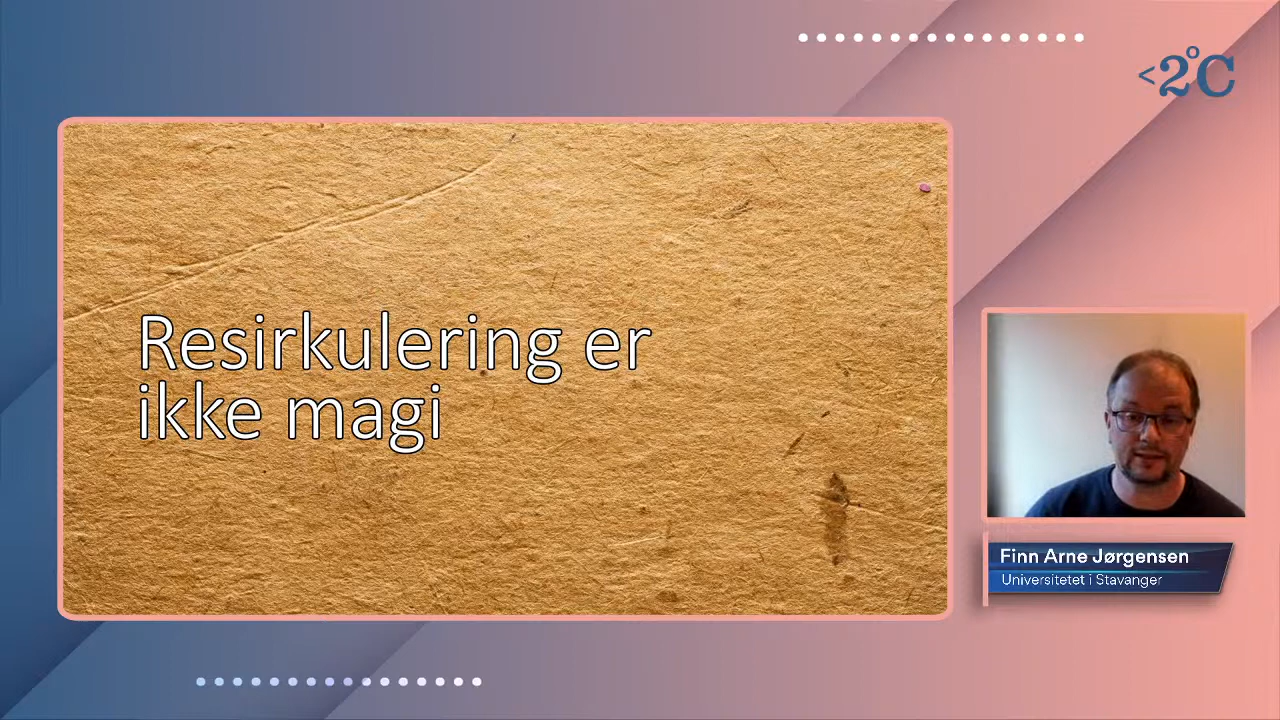 <2°C
Resirkulering er
ikke magi
Finn Arne Jørgensen
Universitetet i Stavanger